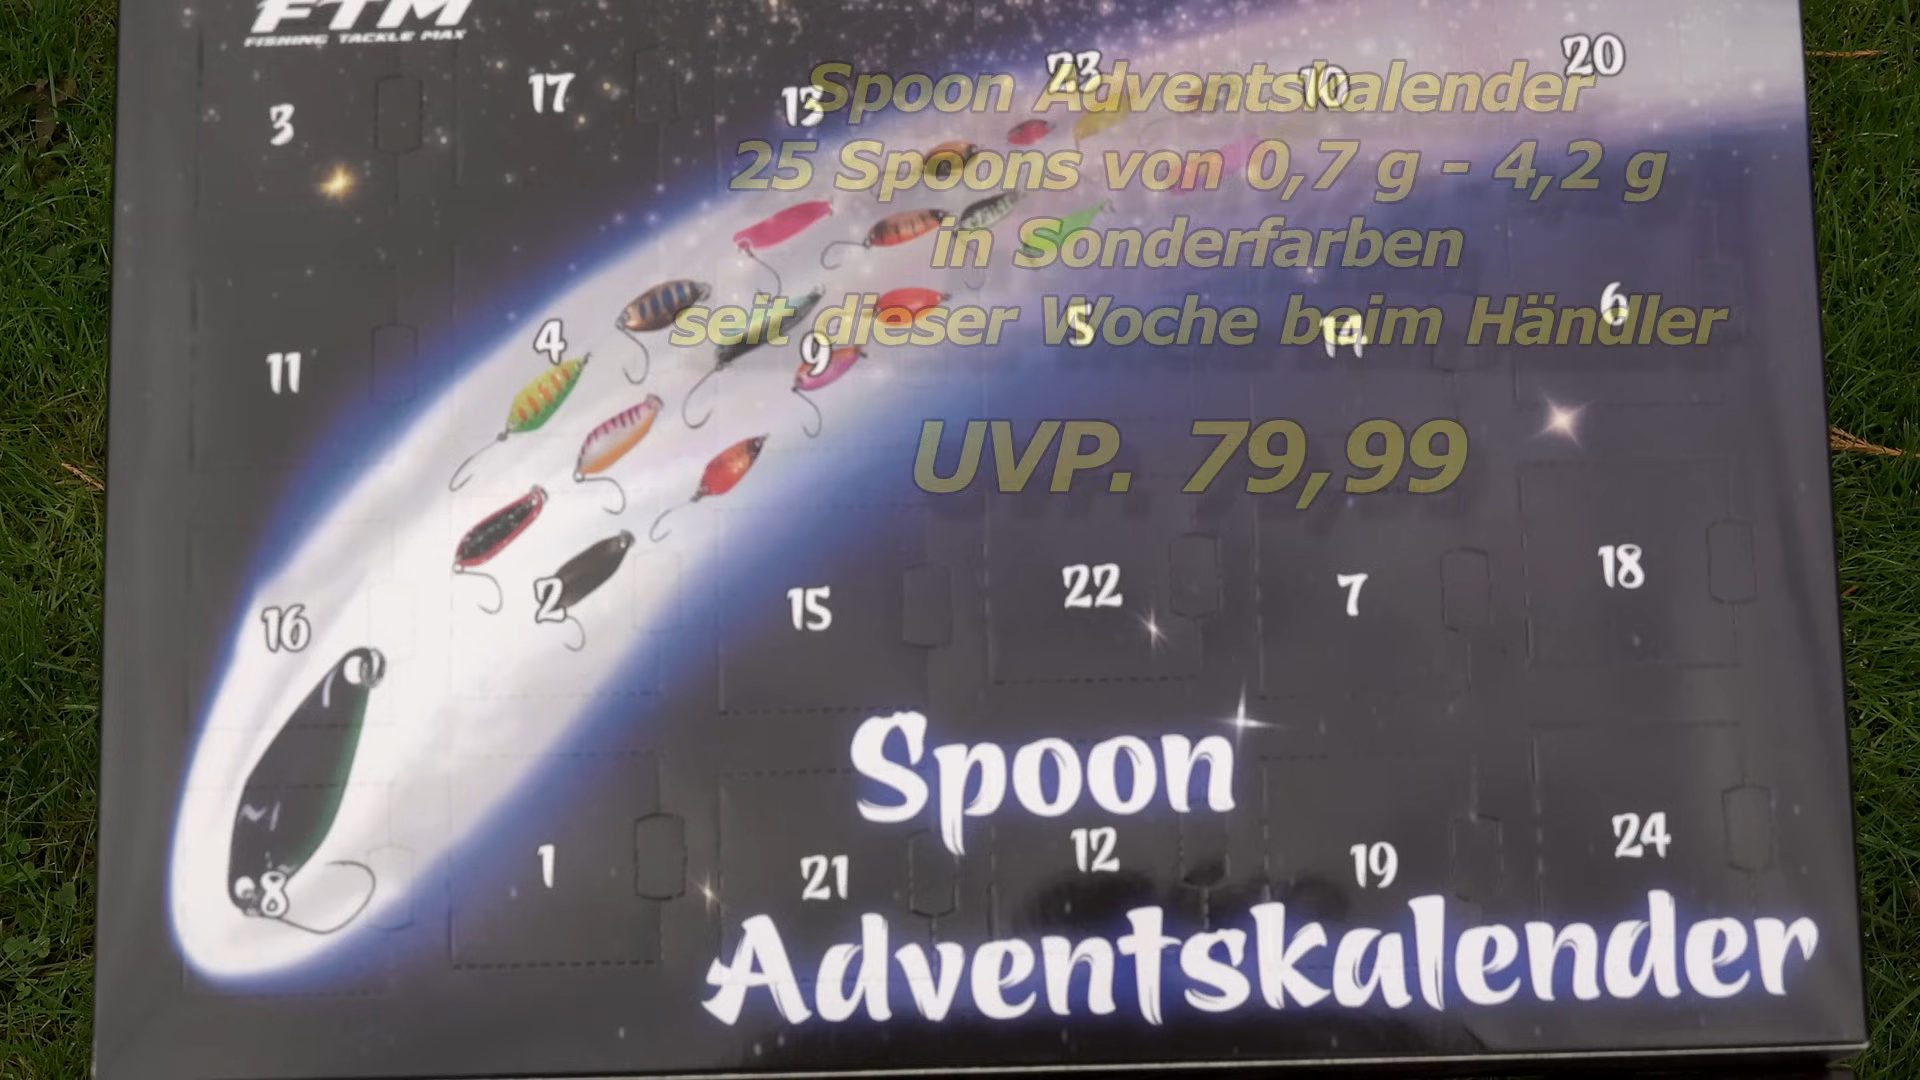 FTM
FISHING TACKLE MAX
Spoon Adventskalender
25 Spoons von 0,7 g - 4,2 g
in Sonderfarben
seit dieser Woche beim Händler
UVP. 79,99
3
17
13
23
10
20
11
4
9
5
14
6
16
2
15
22
7
18
8
1
21
12
19
24
Spoon
Adventskalender